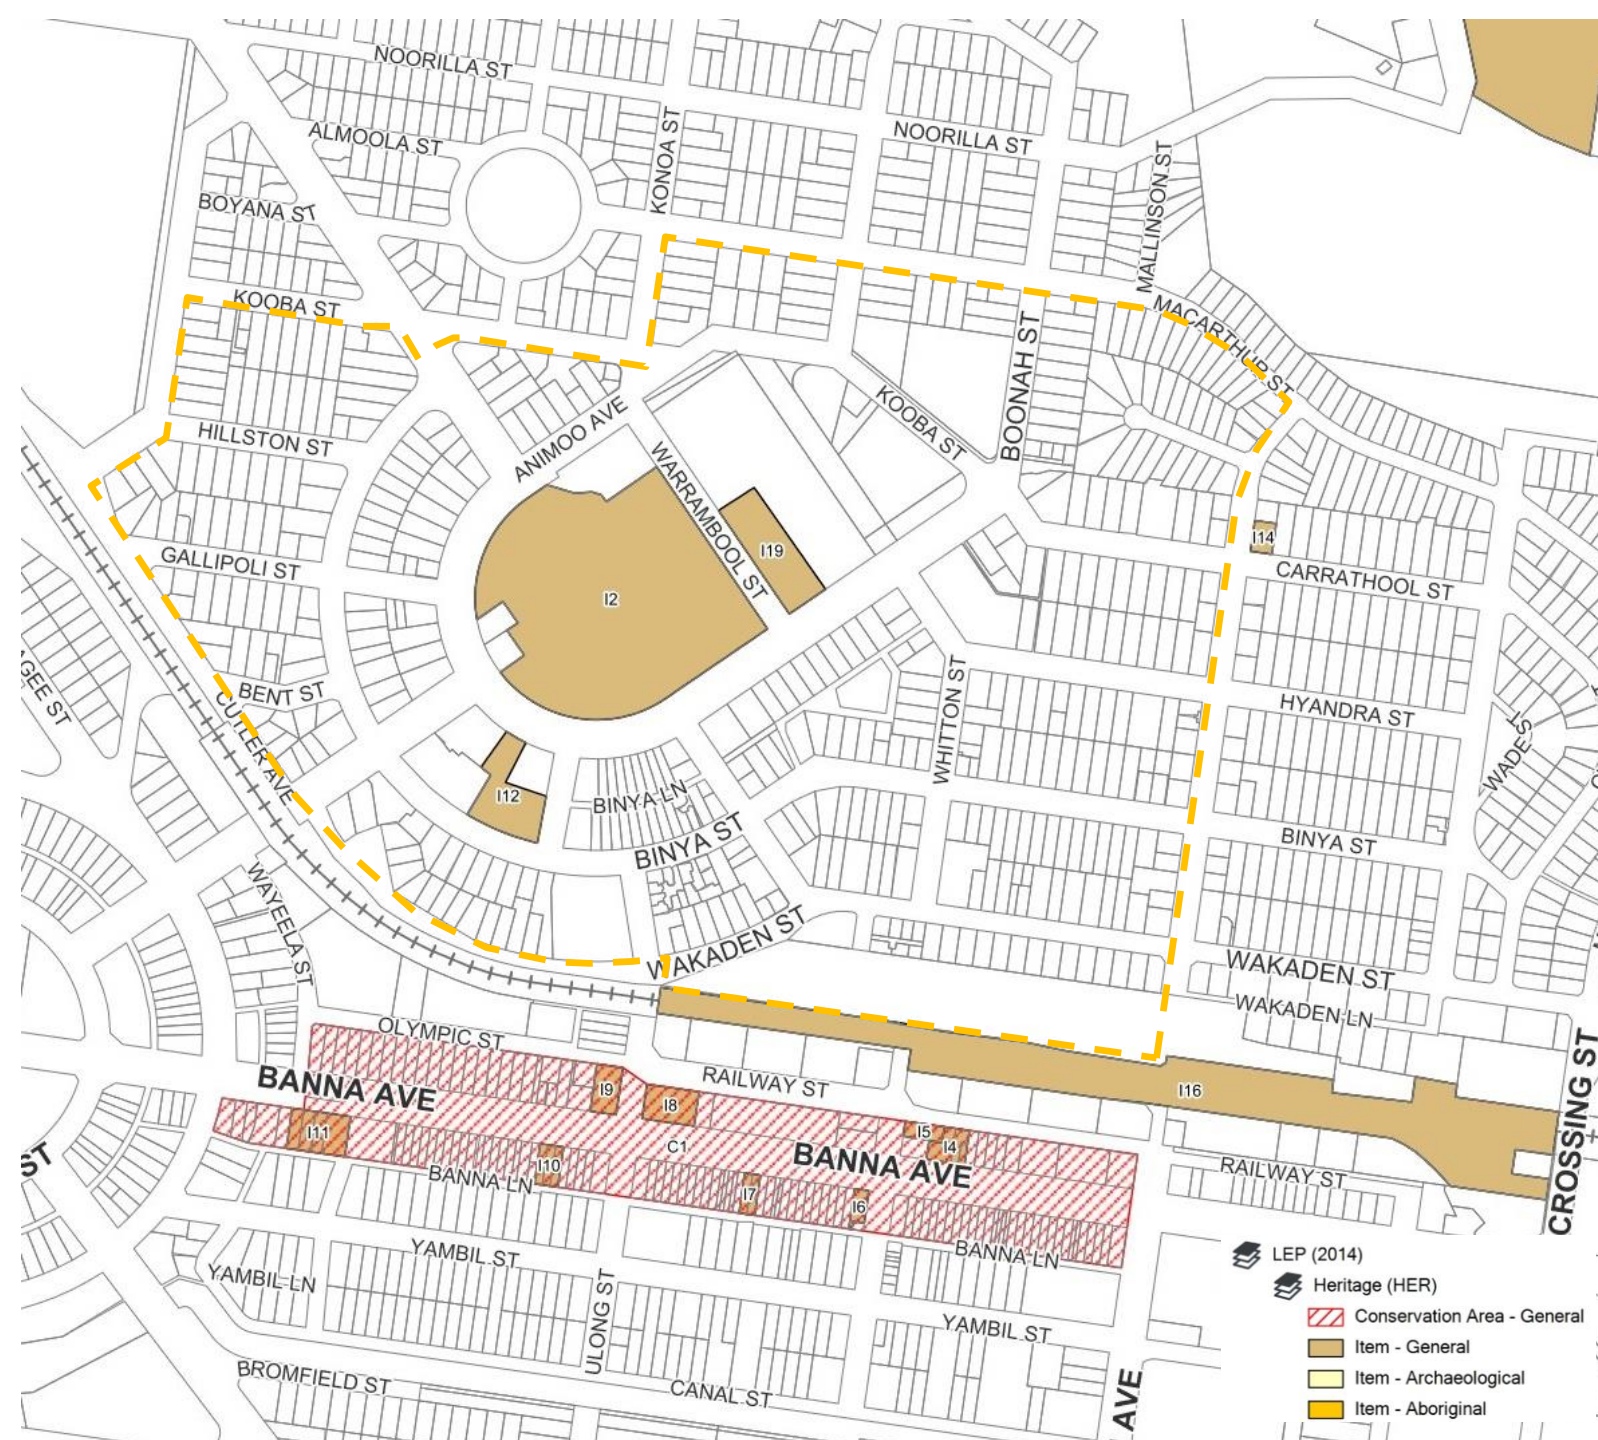 NOORILLA ST
ALMOOLA ST
KONOA ST
NOORILLA ST
BOYANA ST
MALLINSON ST
KOOBA ST
MACARTHUR ST
BOONAH ST
KOOBA ST
HILLSTON ST
ANIMOO AVE
WARRAMBOOL ST
I19
I14
GALLIPOLI ST
CARRATHOOL ST
I2
AGEE ST
BENT ST
CUTLER AVE
WHITTON ST
HYANDRA ST
WADE ST
I12
BINYA LN
BINYA ST
BINYA ST
WAYEELA ST
WAKADEN ST
WAKADEN ST
WAKADEN LN
OLYMPIC ST
BANNA AVE
RAILWAY ST
I9
I8
I16
CROSSING ST
I11
C1
I5
I4
BANNA AVE
ST
I10
BANNA LN
I7
I6
RAILWAY ST
YAMBIL ST
BANNA LN
YAMBIL LN
ULONG ST
YAMBIL ST
BROMFIELD ST
CANAL ST
AVE
LEP (2014)
Heritage (HER)
Conservation Area - General
Item - General
Item - Archaeological
Item - Aboriginal